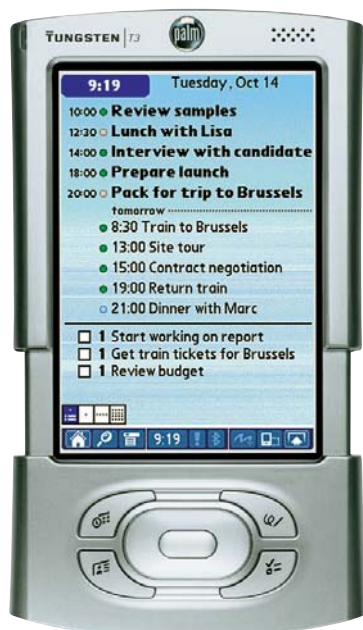 TUNGSTEN T3
palm
9:19 Tuesday, Oct 14
10:00 Review samples
12:30 Lunch with Lisa
14:00 Interview with candidate
18:00 Prepare launch
20:00 Pack for trip to Brussels
tomorrow
8:30 Train to Brussels
13:00 Site tour
15:00 Contract negotiation
19:00 Return train
21:00 Dinner with Marc
1 Start working on report
1 Get train tickets for Brussels
1 Review budget
9:19